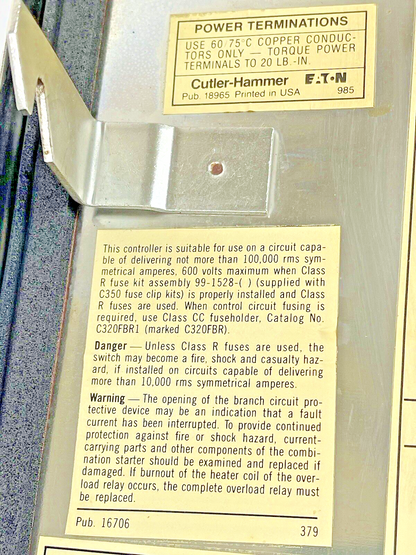 POWER TERMINATIONS
USE 60/75°C COPPER CONDUC-
TORS ONLY — TORQUE POWER
TERMINALS TO 20 LB.-IN.
Cutler-Hammer EATON
Pub. 18965 Printed in USA 985
This controller is suitable for use on a circuit capa-
ble of delivering not more than 100,000 rms sym-
metrical amperes, 600 volts maximum when Class
R fuse kit assembly 99-1528-( ) (supplied with
C350 fuse clip kits) is properly installed and Class
R fuses are used. When control circuit fusing is
required, use Class CC fuseholder, Catalog No.
C320FBR1 (marked C320FBR).
Danger — Unless Class R fuses are used, the
switch may become a fire, shock and casualty haz-
ard, if installed on circuits capable of delivering
more than 10,000 rms symmetrical amperes.
Warning — The opening of the branch circuit pro-
tective device may be an indication that a fault
current has been interrupted. To provide continued
protection against fire or shock hazard, current-
carrying parts and other components of the combi-
nation starter should be examined and replaced if
damaged. If burnout of the heater coil of the over-
load relay occurs, the complete overload relay must
be replaced.
Pub. 16706 379